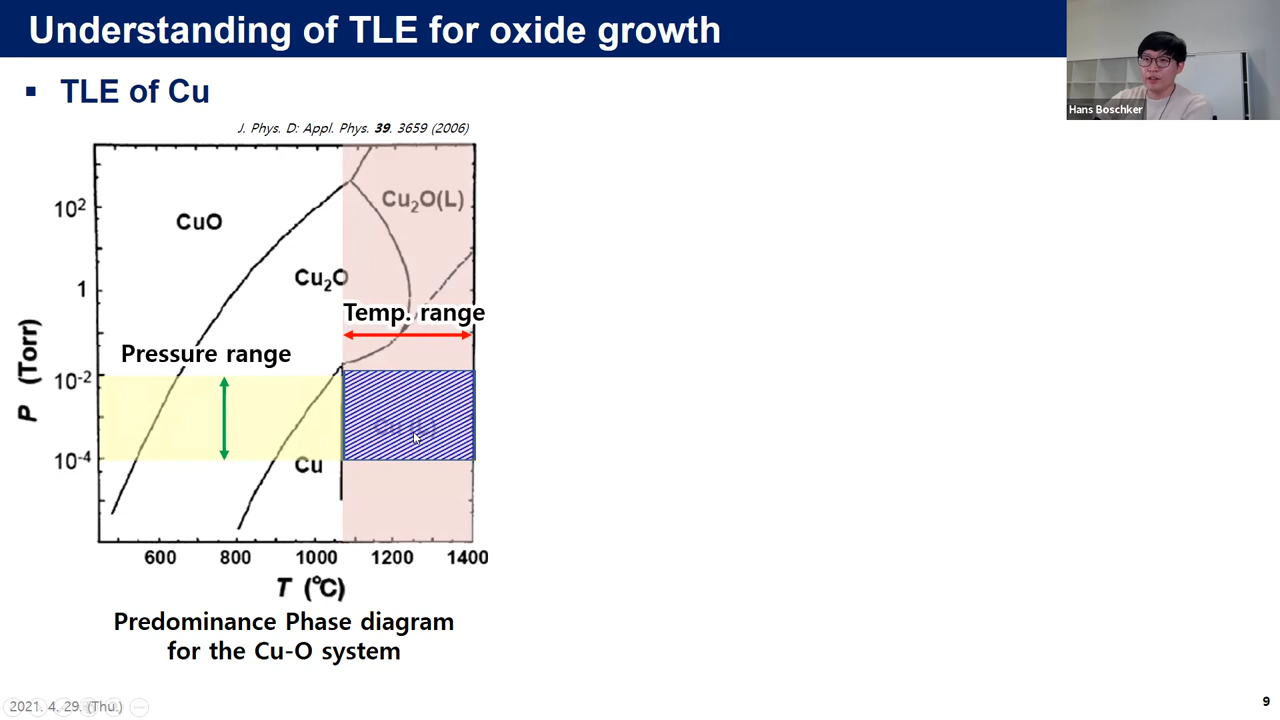 Understanding of TLE for oxide growth
Hans Boschker
▪ TLE of Cu
J. Phys. D: Appl. Phys. 39. 3659 (2006)
10²
1
10⁻²
10⁻⁴
P (Torr)
CuO
Cu₂O(L)
Cu₂O
Temp. range
Pressure range
Cu
600 800 1000 1200 1400
T (°C)
Predominance Phase diagram
for the Cu-O system
2021. 4. 29. (Thu.)
9